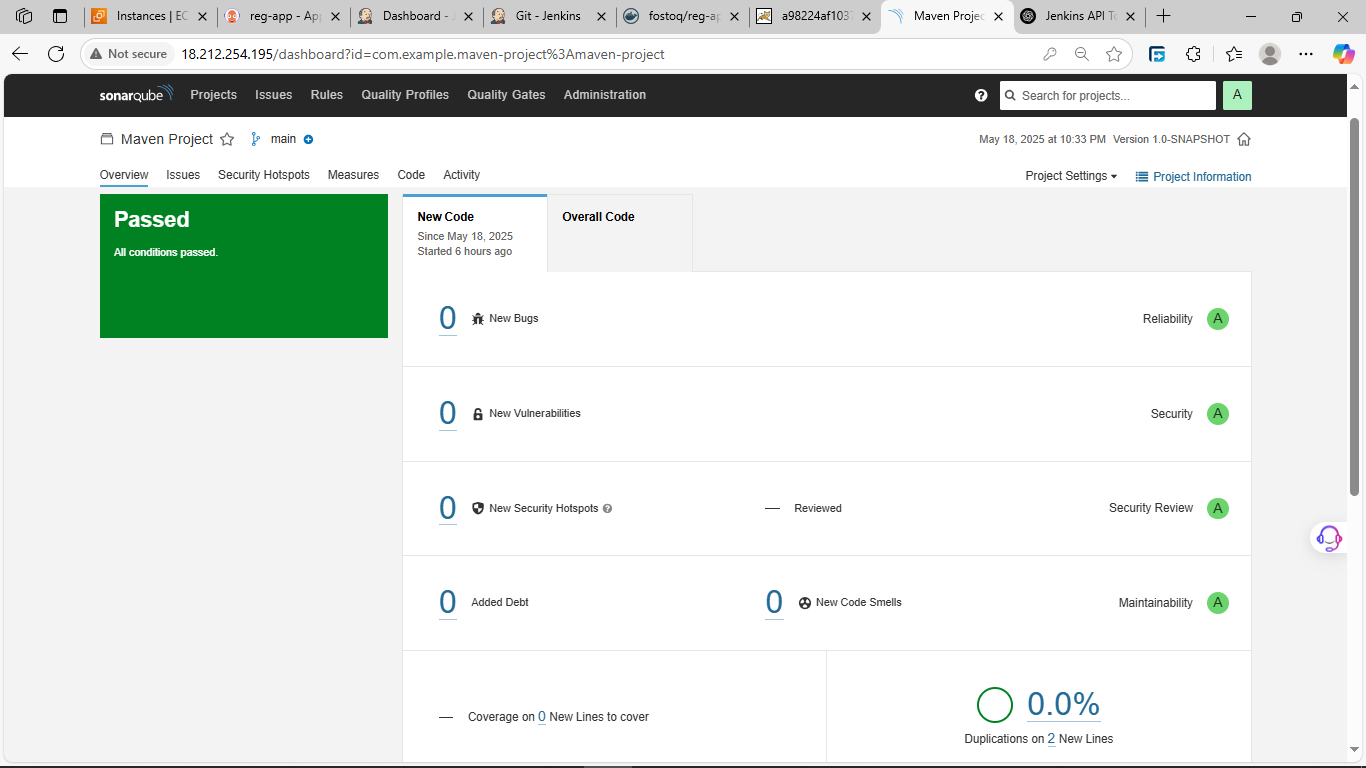 Instances | EC
reg-app - App
Dashboard - J
Git - Jenkins
fostoq/reg-ap
a98224af1037
Maven Projec
Jenkins API To
Not secure 18.212.254.195/dashboard?id=com.example.maven-project%3Amaven-project
sonarqube Projects Issues Rules Quality Profiles Quality Gates Administration Search for projects... A
Maven Project main May 18, 2025 at 10:33 PM Version 1.0-SNAPSHOT
Overview Issues Security Hotspots Measures Code Activity Project Settings Project Information
Passed
All conditions passed.
New Code
Since May 18, 2025
Started 6 hours ago
Overall Code
0 New Bugs Reliability A
0 New Vulnerabilities Security A
0 New Security Hotspots — Reviewed Security Review A
0 Added Debt 0 New Code Smells Maintainability A
— Coverage on 0 New Lines to cover
0.0%
Duplications on 2 New Lines